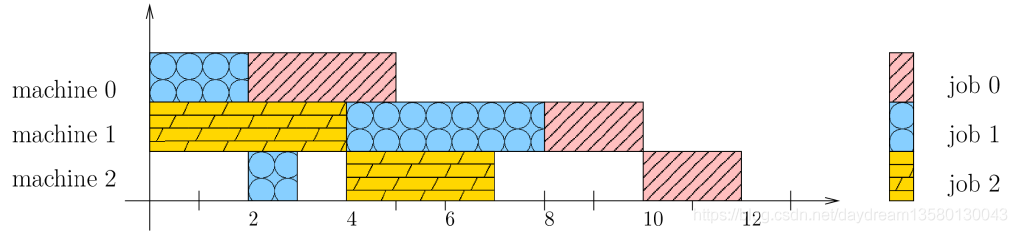 machine 0
machine 1
machine 2
2 4 6 8 10 12
job 0
job 1
job 2
https://blog.csdn.net/daydream13580130043